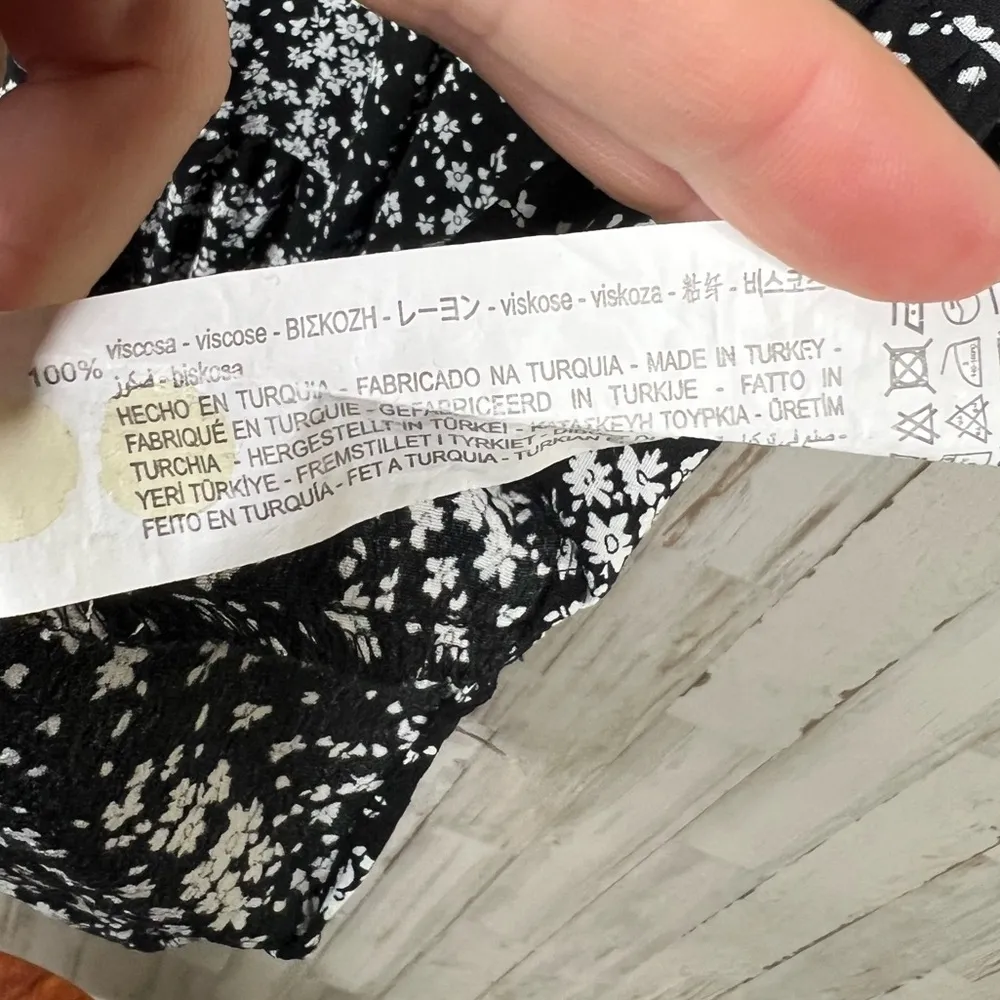 100% viscosa - viscose - ΒΙΣΚΟΖΗ - レーヨン - viskose - viskoza - 粘纤 - 비스코
- biskosa
HECHO EN TURQUIA - FABRICADO NA TURQUIA - MADE IN TURKEY -
FABRIQUÉ EN TURQUIE - GEFABRICEERD IN TURKIJE - FATTO IN
TURCHIA - HERGESTELLT IN TÜRKEI - ΚΑΤΑΣΚΕΥΗ ΤΟΥΡΚΙΑ - ÜRETİM
YERİ TÜRKİYE - FREMSTILLET I TYRKIET
FEITO EN TURQUÍA - FET A TURQUIA -